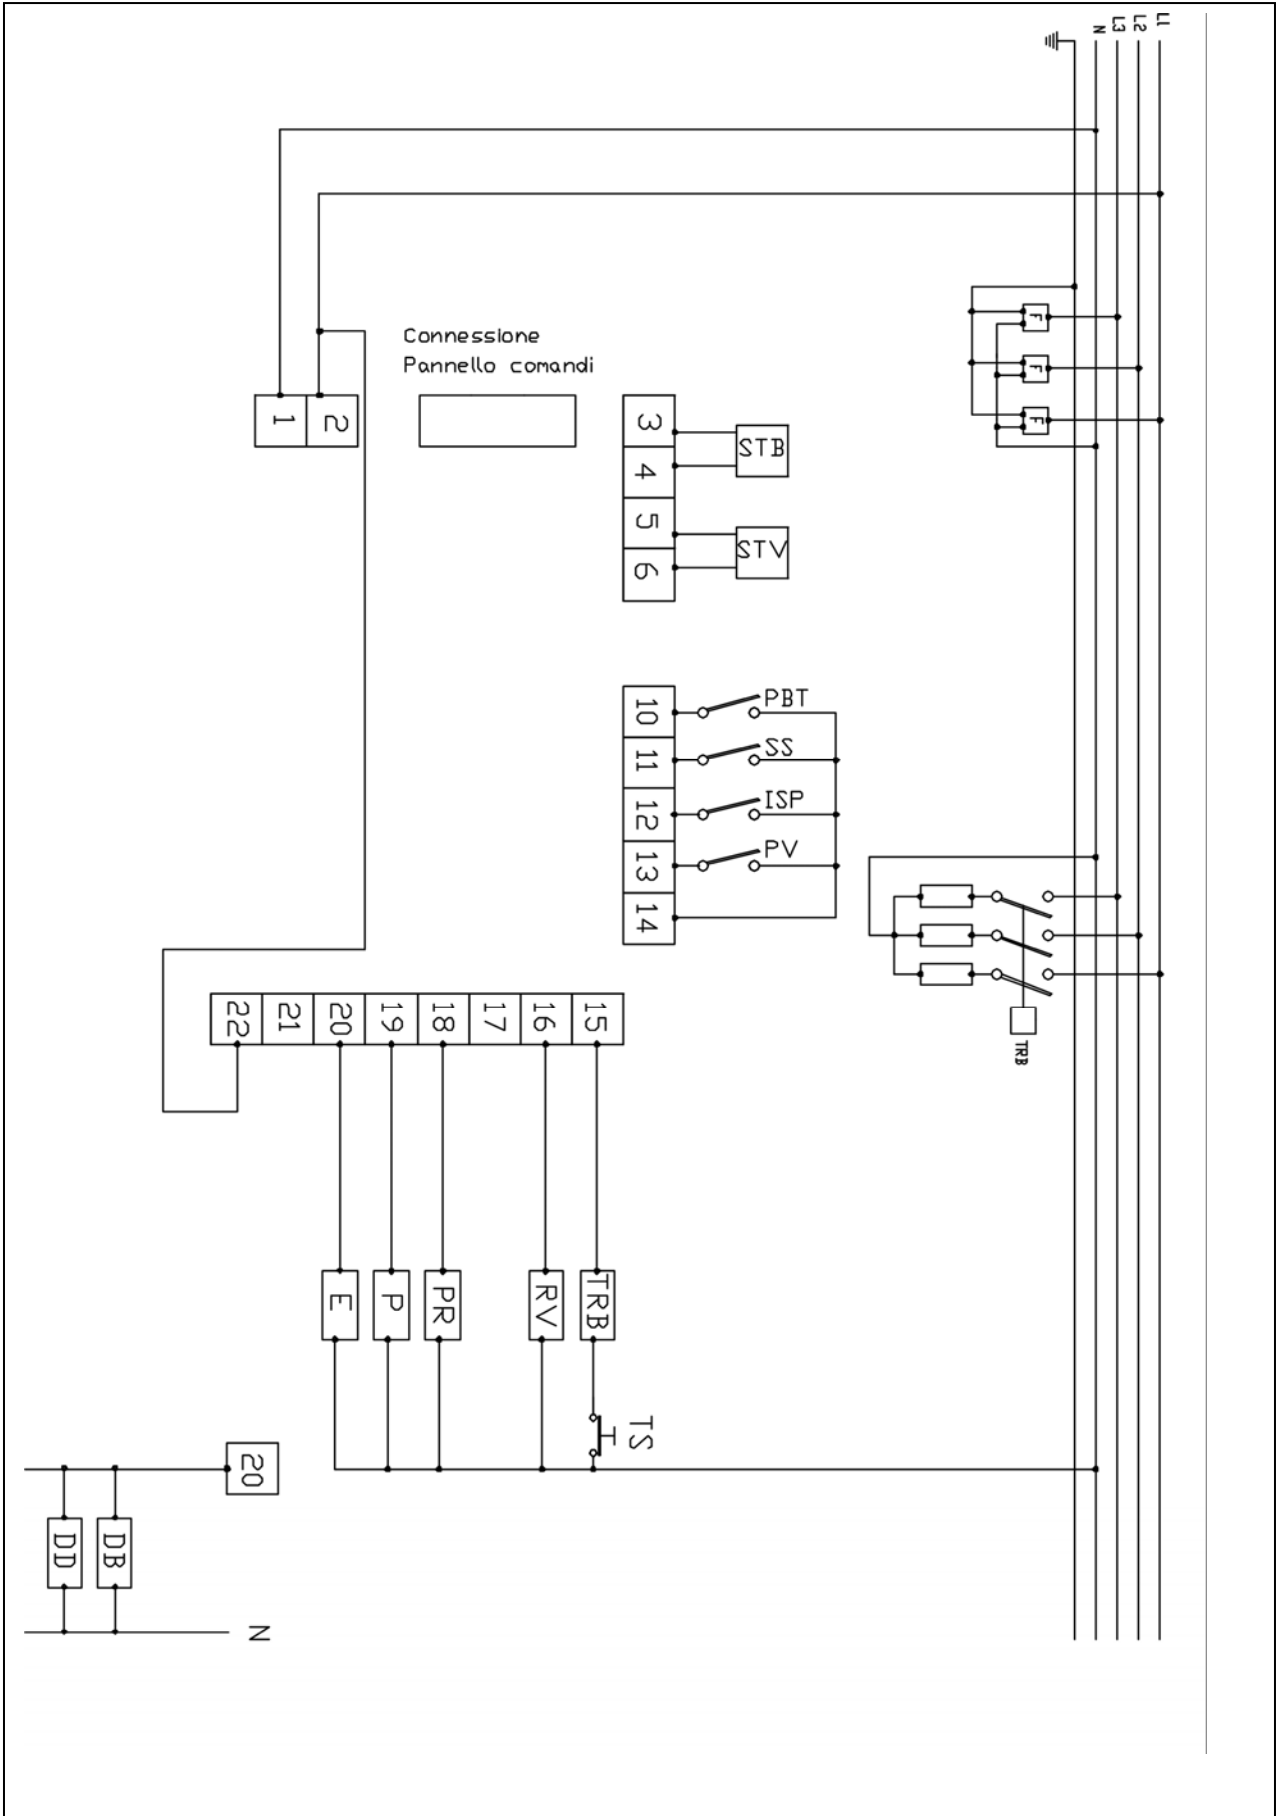 L1
L2
L3
N
F
F
F
Connessione
Pannello comandi
1
2
3
4
5
6
STB
STV
10
11
12
13
14
PBT
SS
ISP
PV
TRB
22
21
20
19
18
17
16
15
E
P
PR
RV
TRB
TS
20
DD
DB
N